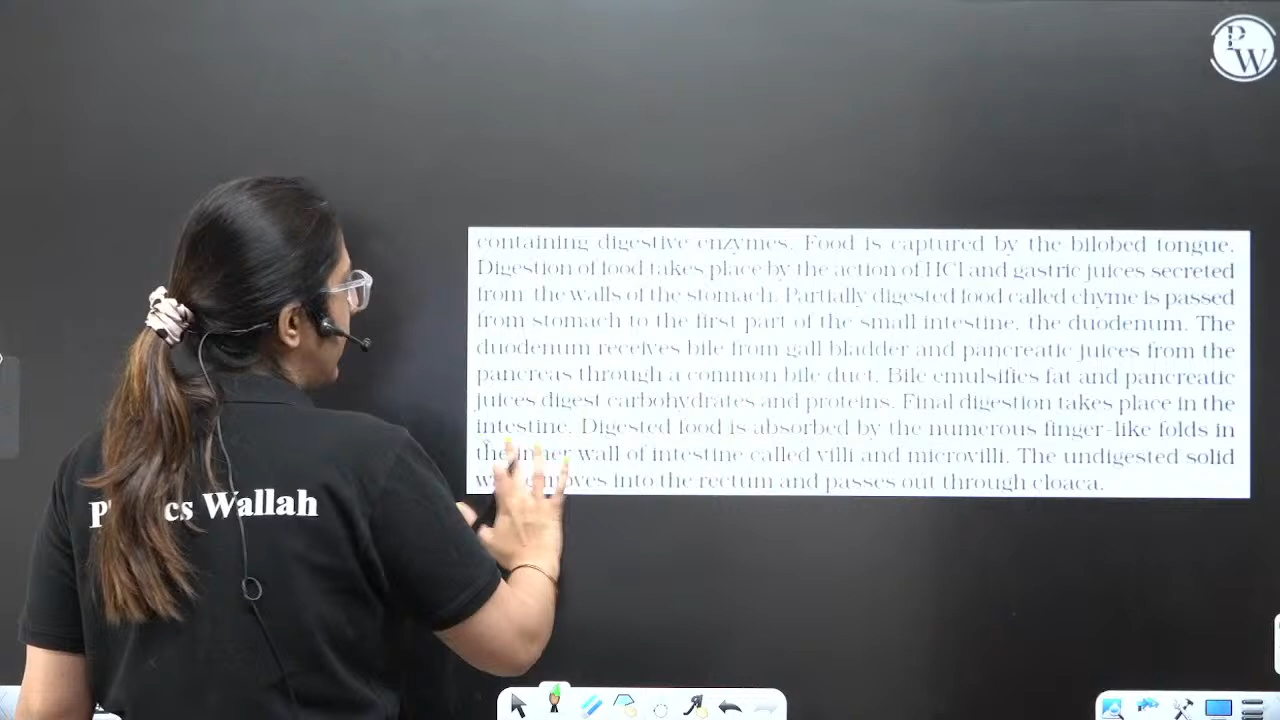 P
W
containing digestive enzymes. Food is captured by the bilobed tongue.
Digestion of food takes place by the action of HCl and gastric juices secreted
from the walls of the stomach. Partially digested food called chyme is passed
from stomach to the first part of the small intestine, the duodenum. The
duodenum receives bile from gall bladder and pancreatic juices from the
pancreas through a common bile duct. Bile emulsifies fat and pancreatic
juices digest carbohydrates and proteins. Final digestion takes place in the
intestine. Digested food is absorbed by the numerous finger-like folds in
the inner wall of intestine called villi and microvilli. The undigested solid
moves into the rectum and passes out through cloaca.
Wallah